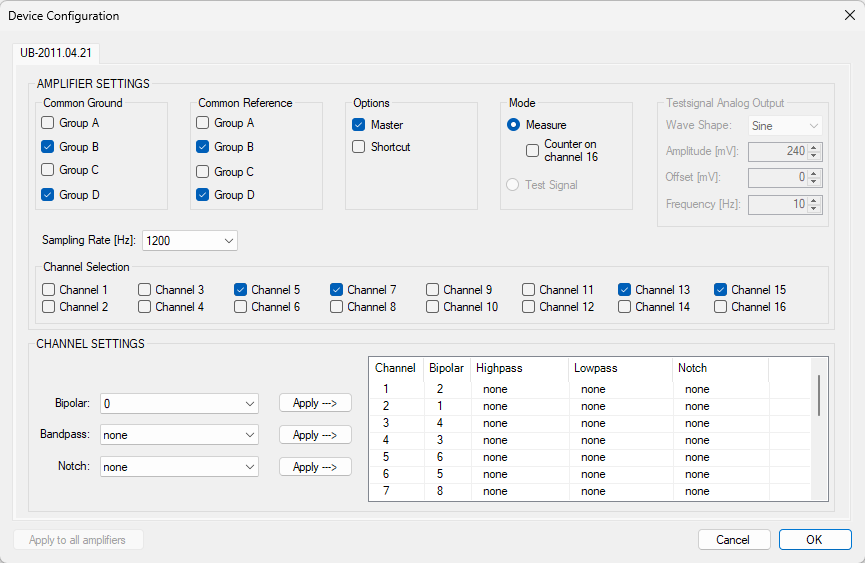 Device Configuration
UB-2011.04.21
AMPLIFIER SETTINGS
Common Ground
Group A
Group B
Group C
Group D
Common Reference
Group A
Group B
Group C
Group D
Options
Master
Shortcut
Mode
Measure
Counter on
channel 16
Test Signal
Testsignal Analog Output
Wave Shape: Sine
Amplitude [mV]: 240
Offset [mV]: 0
Frequency [Hz]: 10
Sampling Rate [Hz]: 1200
Channel Selection
Channel 1 Channel 3 Channel 5 Channel 7 Channel 9 Channel 11 Channel 13 Channel 15
Channel 2 Channel 4 Channel 6 Channel 8 Channel 10 Channel 12 Channel 14 Channel 16
CHANNEL SETTINGS
Bipolar: 0 Apply --->
Bandpass: none Apply --->
Notch: none Apply --->
Channel Bipolar Highpass Lowpass Notch
1 2 none none none
2 1 none none none
3 4 none none none
4 3 none none none
5 6 none none none
6 5 none none none
7 8 none none none
Apply to all amplifiers
Cancel
OK